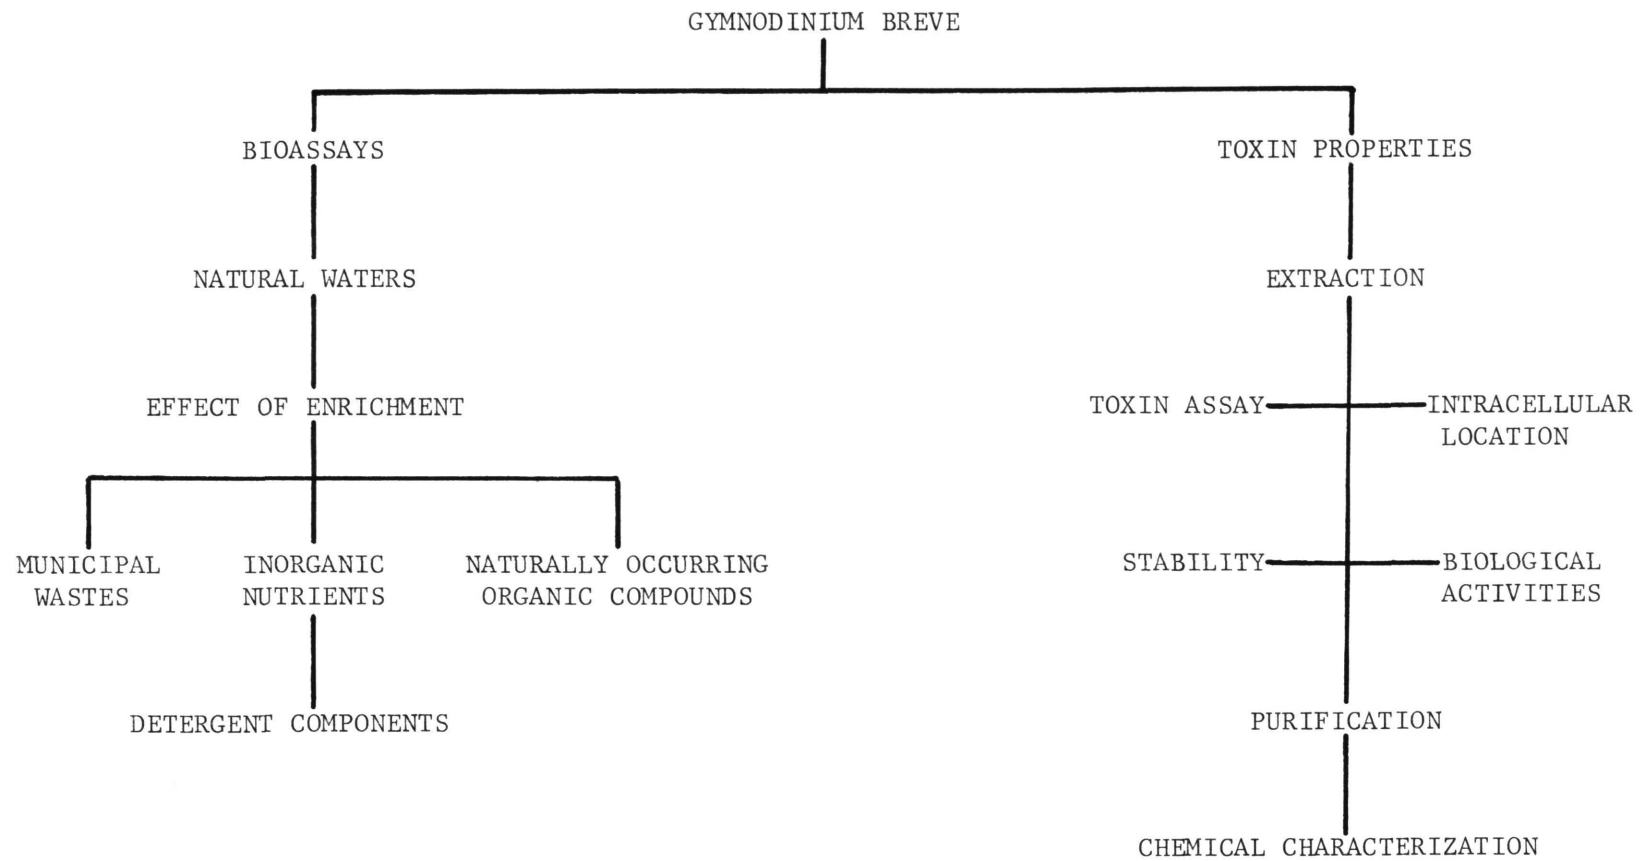 GYMNODINIUM BREVE
BIOASSAYS
TOXIN PROPERTIES
NATURAL WATERS
EXTRACTION
EFFECT OF ENRICHMENT
TOXIN ASSAY
INTRACELLULAR
LOCATION
MUNICIPAL
WASTES
INORGANIC
NUTRIENTS
NATURALLY OCCURRING
ORGANIC COMPOUNDS
STABILITY
BIOLOGICAL
ACTIVITIES
DETERGENT COMPONENTS
PURIFICATION
CHEMICAL CHARACTERIZATION